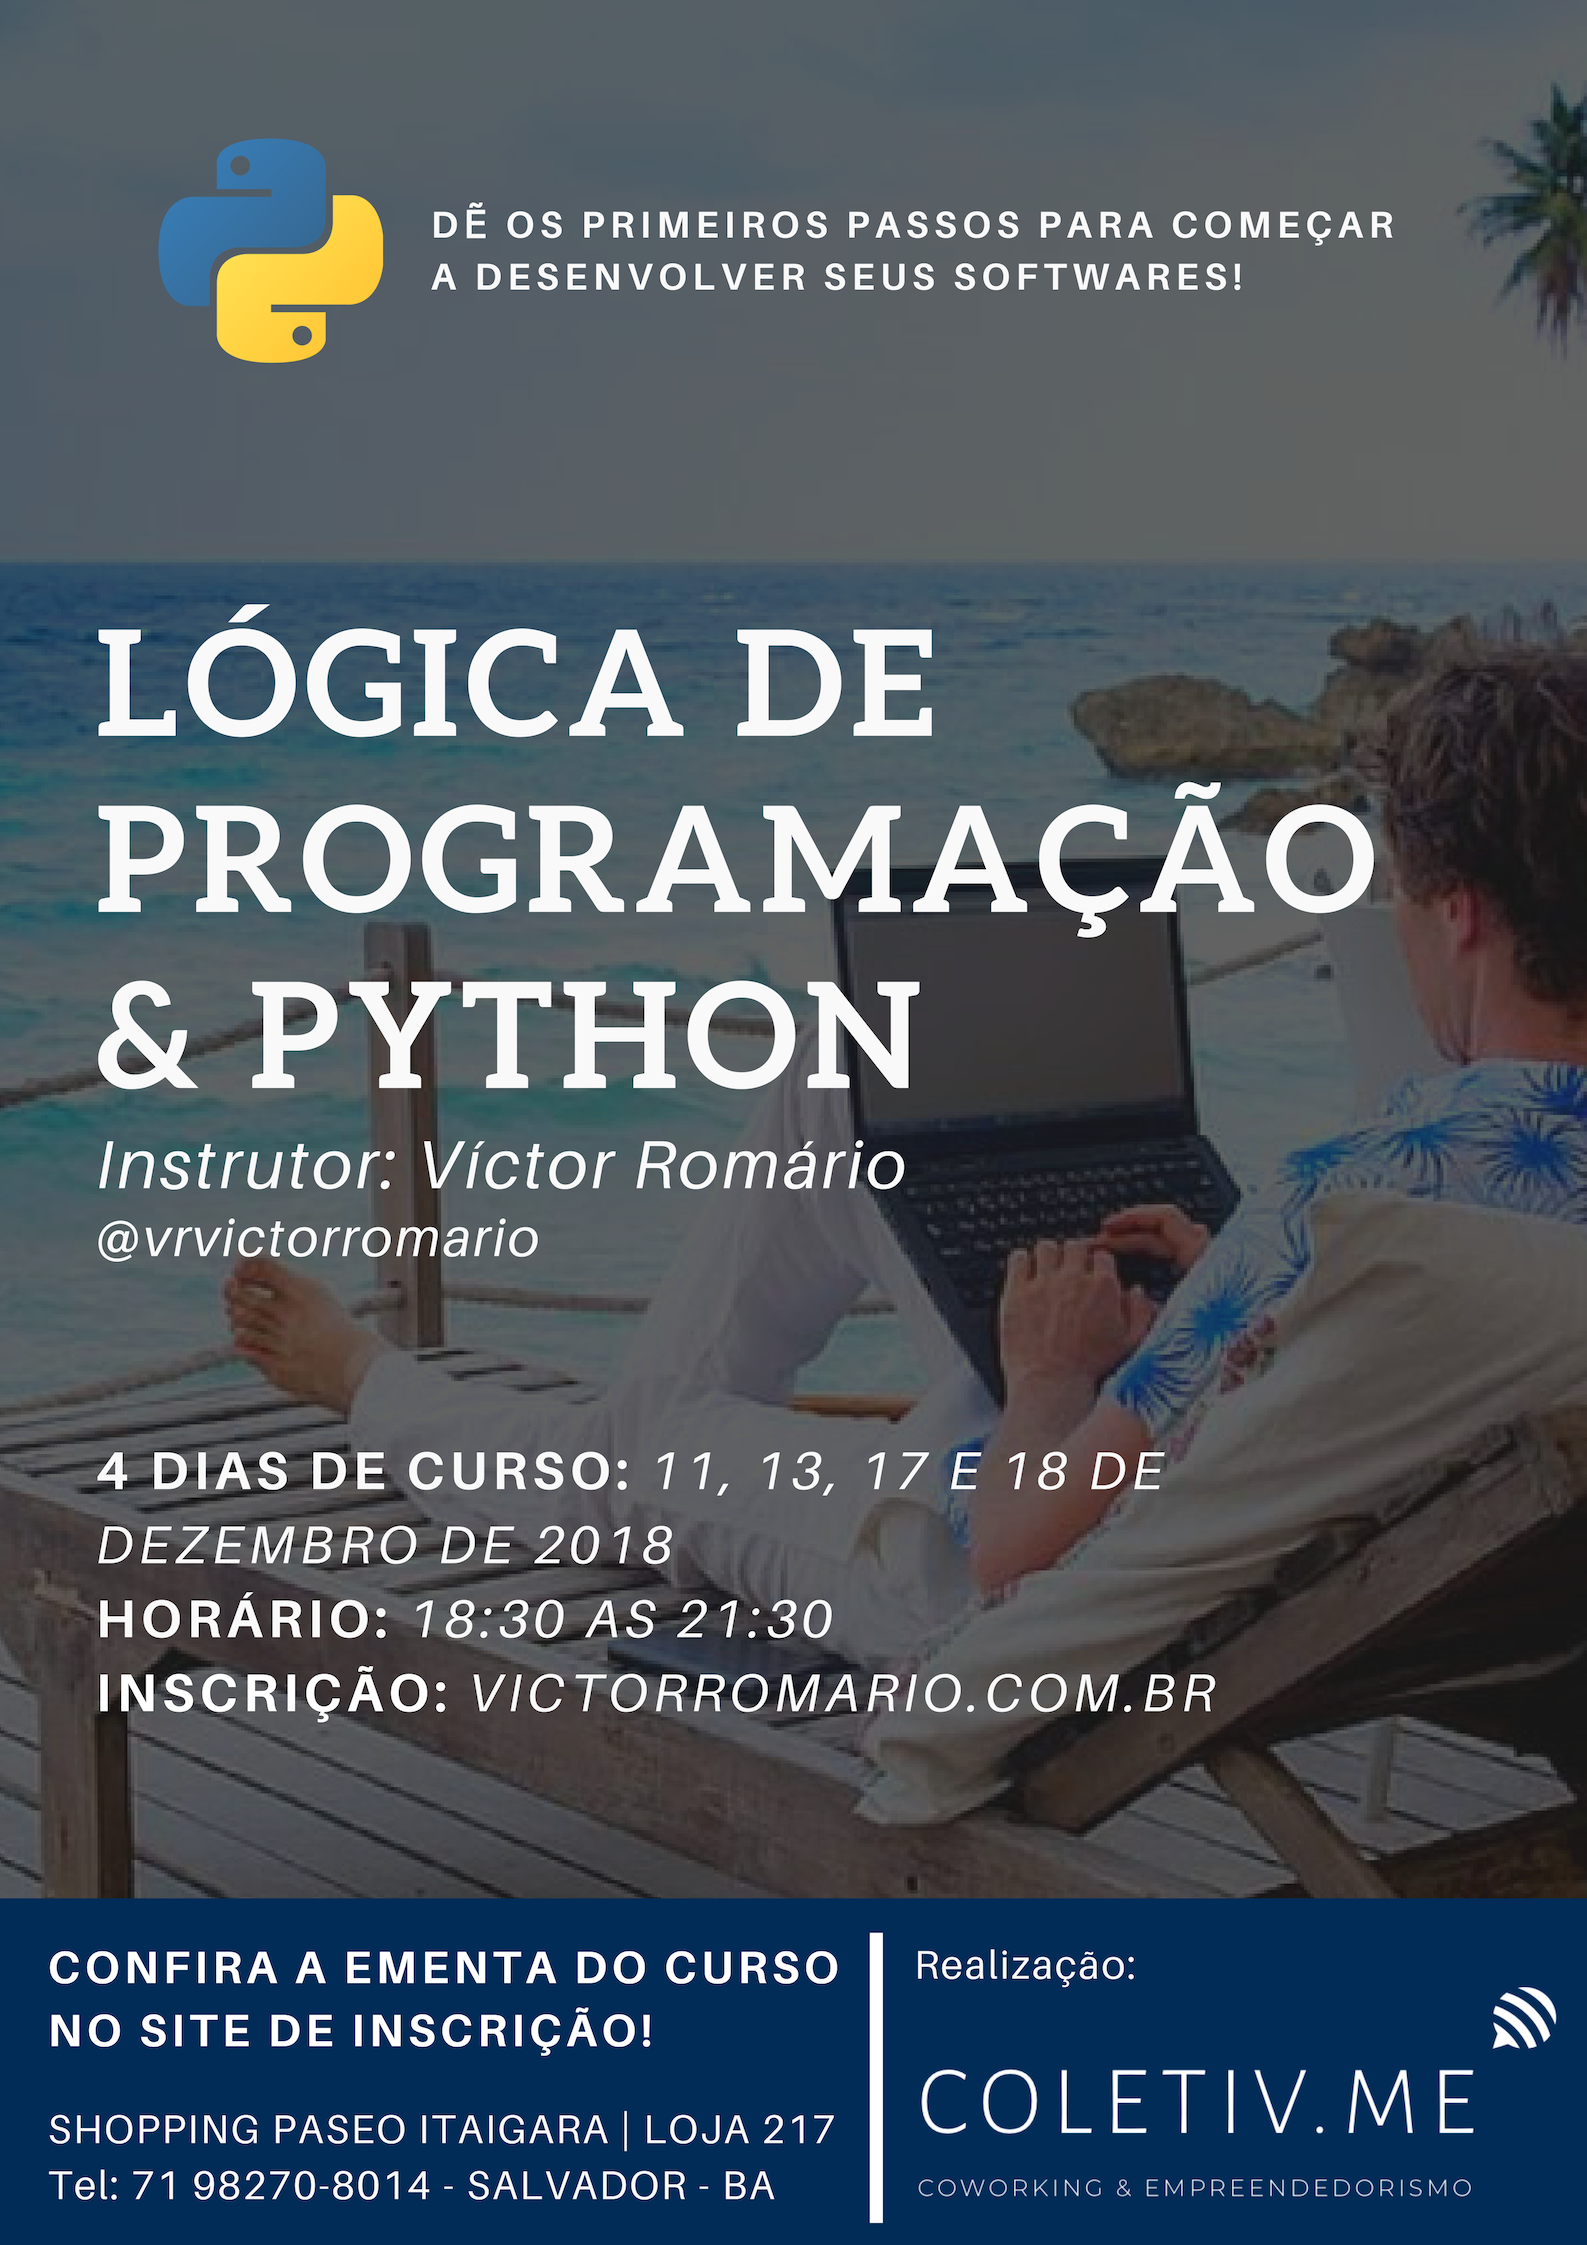 DẼ OS PRIMEIROS PASSOS PARA COMEÇAR
A DESENVOLVER SEUS SOFTWARES!
LÓGICA DE
PROGRAMAÇÃO
& PYTHON
Instrutor: Víctor Romário
@vrvictorromario
4 DIAS DE CURSO: 11, 13, 17 E 18 DE
DEZEMBRO DE 2018
HORÁRIO: 18:30 AS 21:30
INSCRIÇÃO: VICTORROMARIO.COM.BR
CONFIRA A EMENTA DO CURSO
NO SITE DE INSCRIÇÃO!
SHOPPING PASEO ITAIGARA | LOJA 217
Tel: 71 98270-8014 - SALVADOR - BA
Realização:
COLETIV.ME
COWORKING & EMPREENDEDORISMO